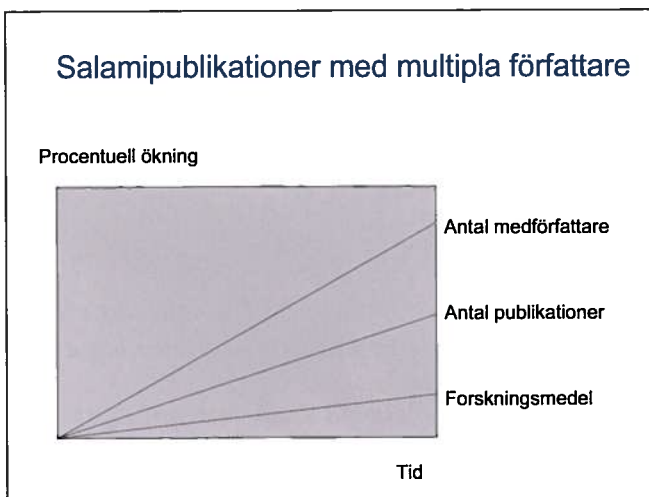 Salamipublikationer med multipla författare
Procentuell ökning
Antal medförfattare
Antal publikationer
Forskningsmedel
Tid